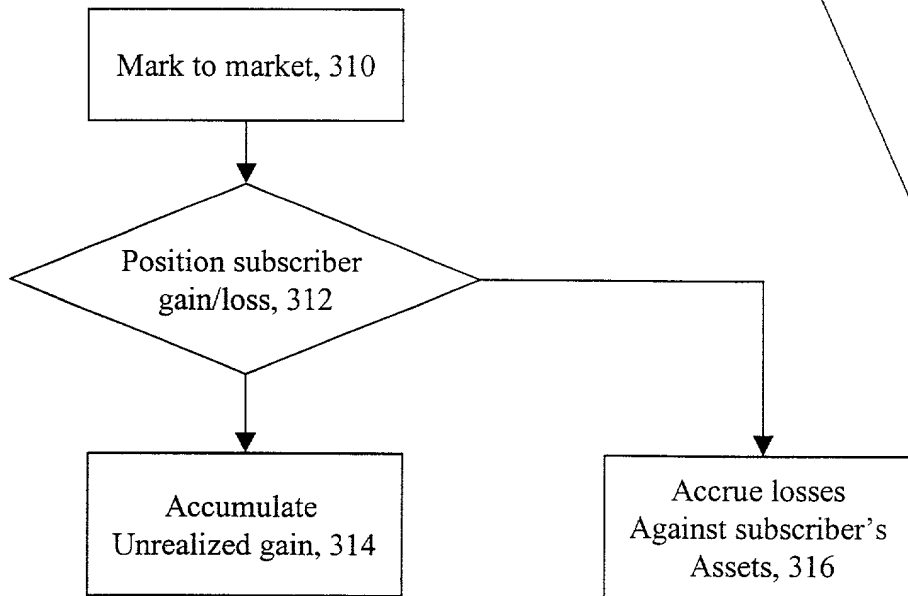 Mark to market, 310
Position subscriber
gain/loss, 312
Accumulate
Unrealized gain, 314
Accrue losses
Against subscriber's
Assets, 316